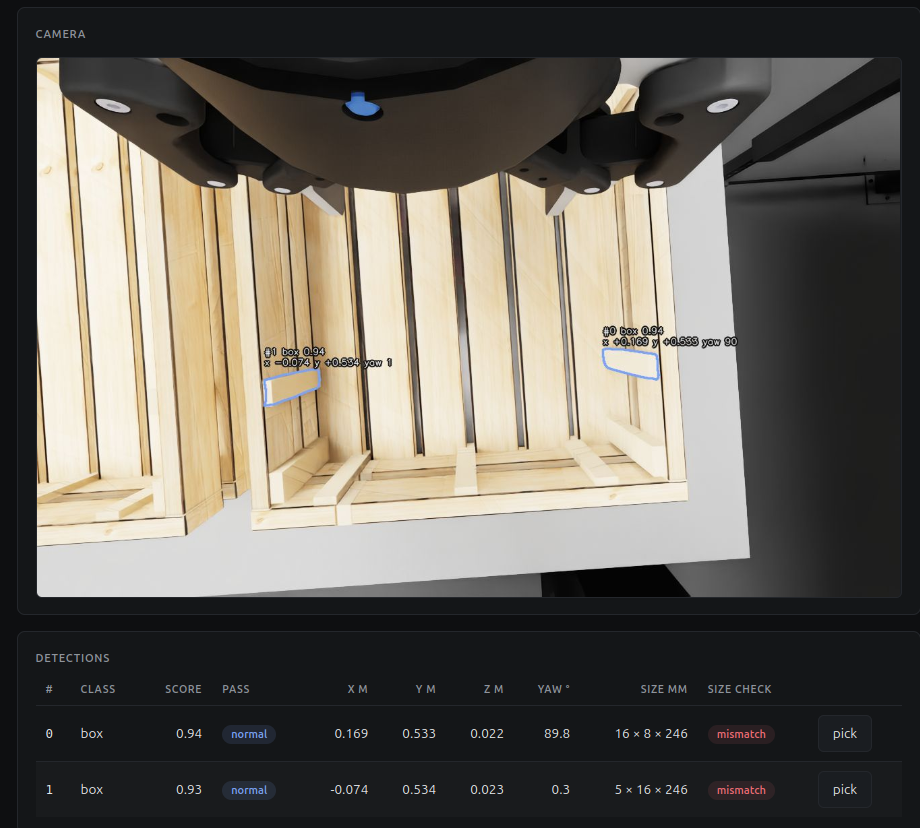 CAMERA
#0 box 0.94
x +0.169 y +0.533 yaw 90
#1 box 0.94
x -0.074 y +0.534 yaw 1
DETECTIONS
# CLASS SCORE PASS X M Y M Z M YAW ° SIZE MM SIZE CHECK
0 box 0.94 normal 0.169 0.533 0.022 89.8 16 × 8 × 246 mismatch pick
1 box 0.93 normal -0.074 0.534 0.023 0.3 5 × 16 × 246 mismatch pick